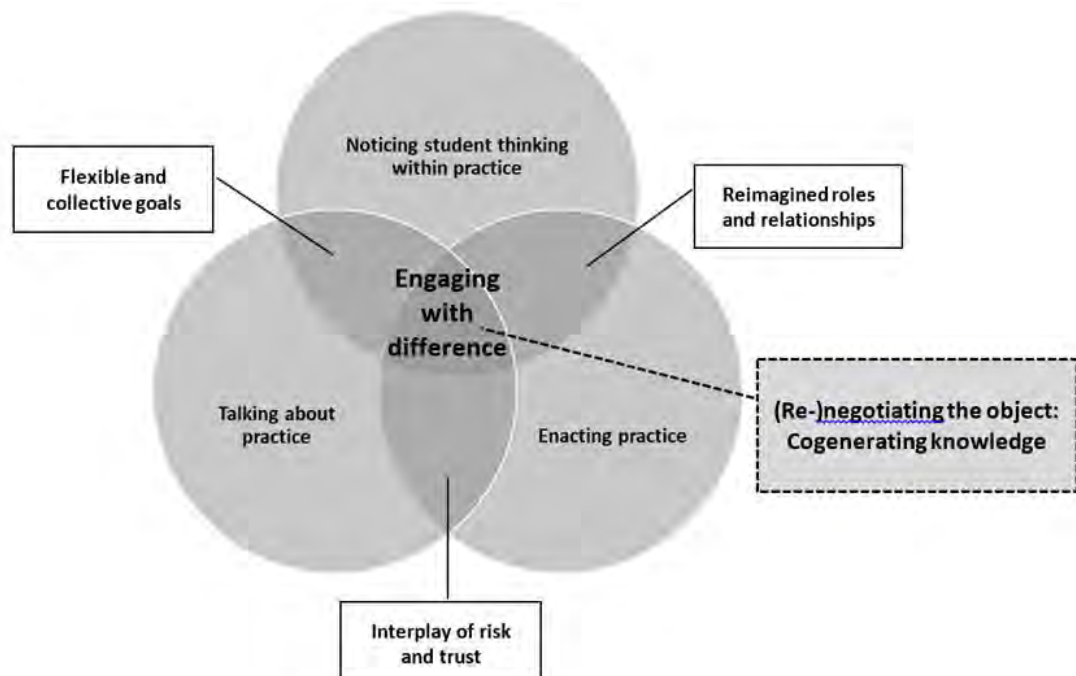 Noticing student thinking
within practice
Flexible and
collective goals
Reimagined roles
and relationships
Engaging
with
difference
Talking about
practice
Enacting practice
(Re-)negotiating the object:
Cogenerating knowledge
Interplay of risk
and trust